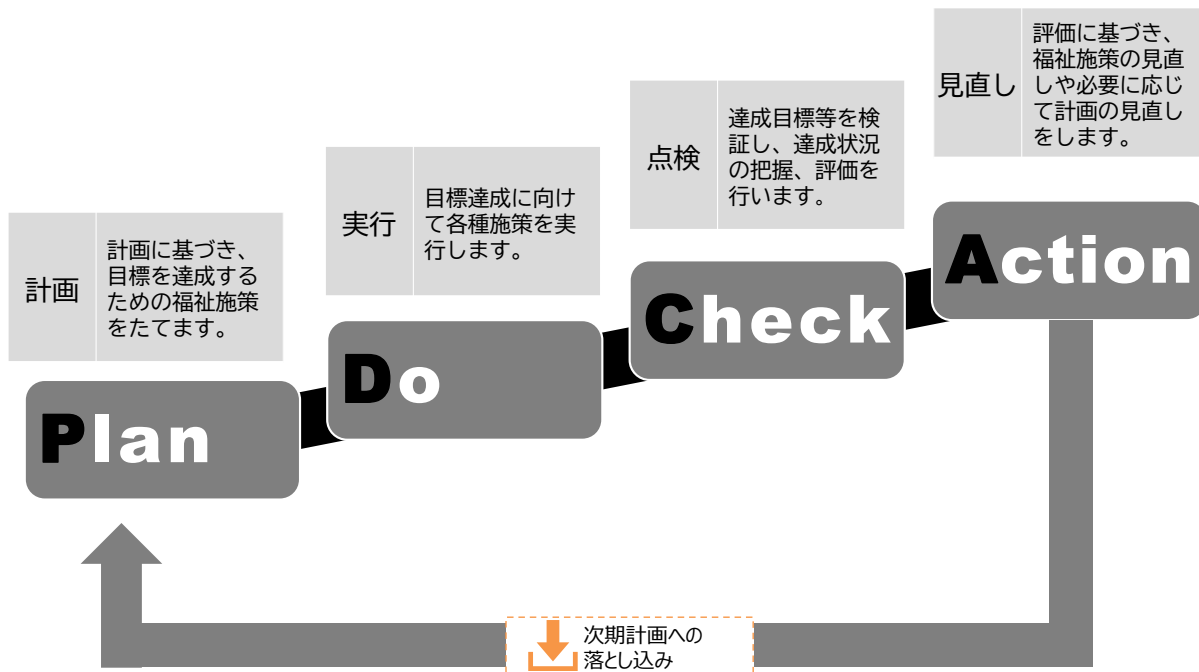 計画
計画に基づき、
目標を達成する
ための福祉施策
をたてます。
Plan
実行
目標達成に向け
て各種施策を実
行します。
Do
点検
達成目標等を検
証し、達成状況
の把握、評価を
行います。
Check
見直し
評価に基づき、
福祉施策の見直
しや必要に応じ
て計画の見直し
をします。
Action
次期計画への
落とし込み